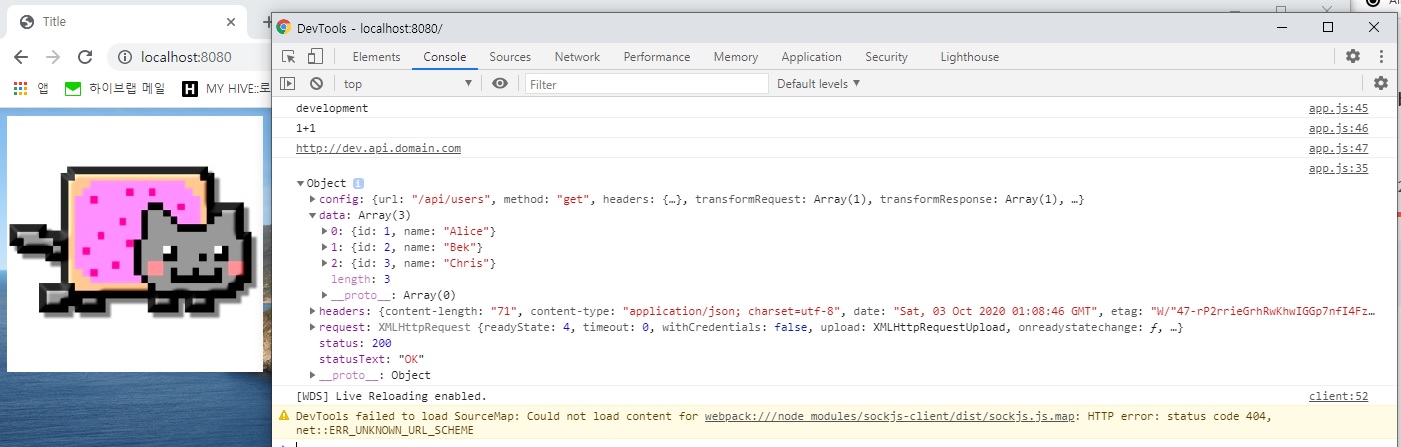 Title
localhost:8080
앱
하이브랩 메일
MY HIVE::로
DevTools - localhost:8080/
Elements Console Sources Network Performance Memory Application Security Lighthouse
top Filter Default levels
development app.js:45
1+1 app.js:46
http://dev.api.domain.com app.js:47
app.js:35
Object
config: {url: "/api/users", method: "get", headers: {…}, transformRequest: Array(1), transformResponse: Array(1), …}
data: Array(3)
0: {id: 1, name: "Alice"}
1: {id: 2, name: "Bek"}
2: {id: 3, name: "Chris"}
length: 3
__proto__: Array(0)
headers: {content-length: "71", content-type: "application/json; charset=utf-8", date: "Sat, 03 Oct 2020 01:08:46 GMT", etag: "W/"47-rP2rrieGrhRwKhwIGGp7nfI4Fz…
request: XMLHttpRequest {readyState: 4, timeout: 0, withCredentials: false, upload: XMLHttpRequestUpload, onreadystatechange: ƒ, …}
status: 200
statusText: "OK"
__proto__: Object
[WDS] Live Reloading enabled. client:52
DevTools failed to load SourceMap: Could not load content for webpack:///node_modules/sockjs-client/dist/sockjs.js.map: HTTP error: status code 404,
net::ERR_UNKNOWN_URL_SCHEME